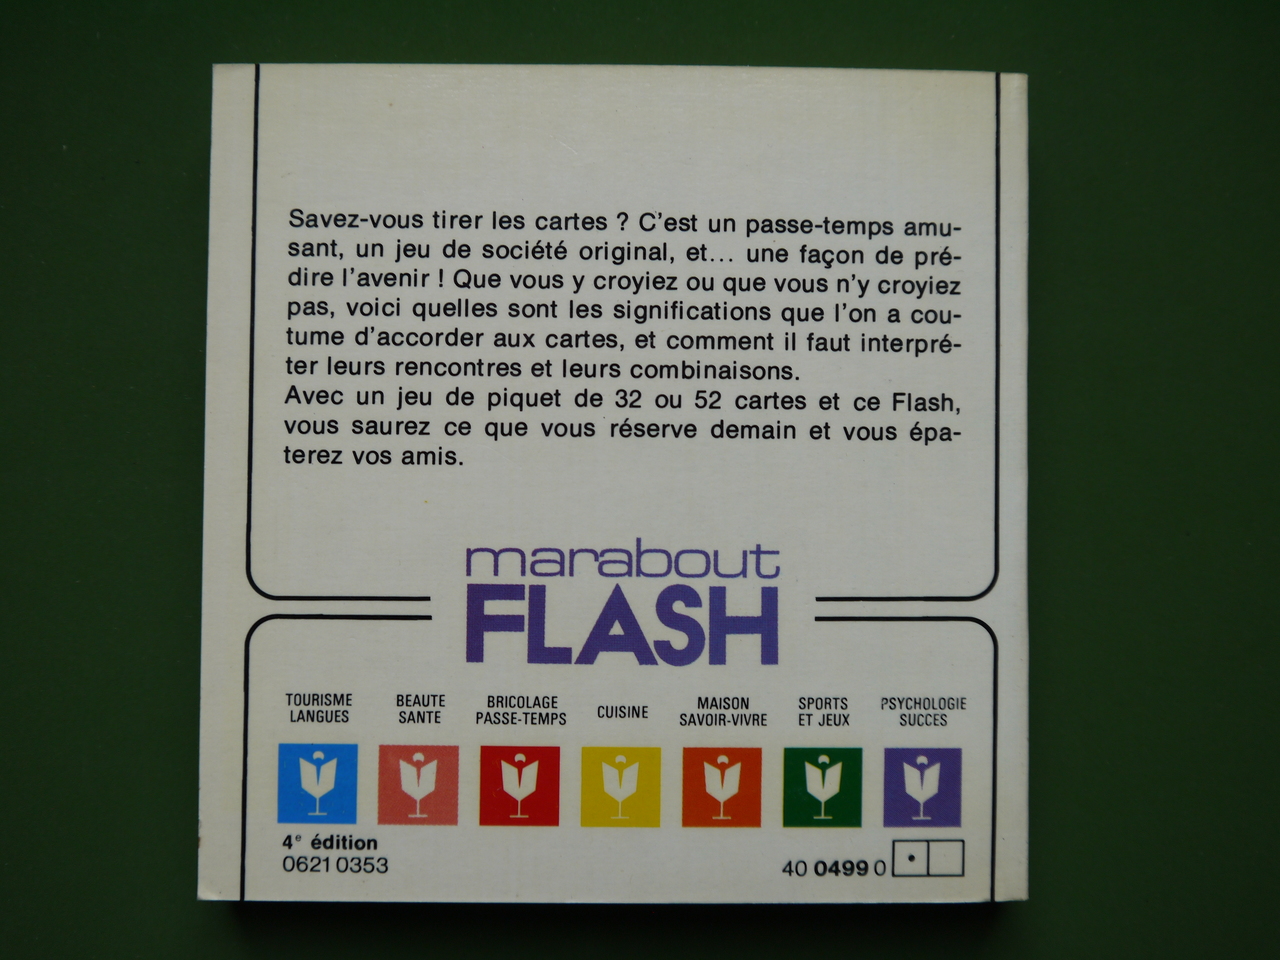 Savez-vous tirer les cartes ? C'est un passe-temps amu-
sant, un jeu de société original, et... une façon de pré-
dire l'avenir ! Que vous y croyiez ou que vous n'y croyiez
pas, voici quelles sont les significations que l'on a cou-
tume d'accorder aux cartes, et comment il faut interpré-
ter leurs rencontres et leurs combinaisons.
Avec un jeu de piquet de 32 ou 52 cartes et ce Flash,
vous saurez ce que vous réserve demain et vous épa-
terez vos amis.
marabout
FLASH
TOURISME
LANGUES
BEAUTE
SANTE
BRICOLAGE
PASSE-TEMPS
CUISINE
MAISON
SAVOIR-VIVRE
SPORTS
ET JEUX
PSYCHOLOGIE
SUCCES
4e édition
0621 0353
40 0499 0